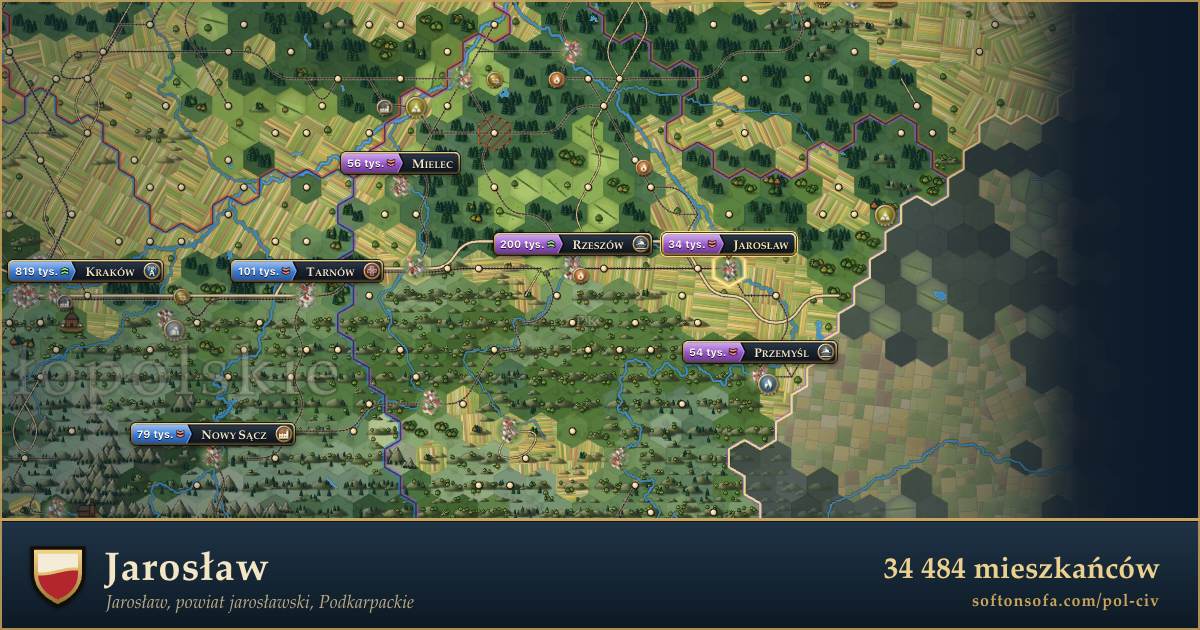 56 tys. Mielec
200 tys. Rzeszów
34 tys. Jarosław
819 tys. Kraków
101 tys. Tarnów
54 tys. Przemyśl
łopolskie
79 tys. Nowy Sącz
Jarosław
34 484 mieszkańców
Jarosław, powiat jarosławski, Podkarpackie
softonsofa.com/pol-civ